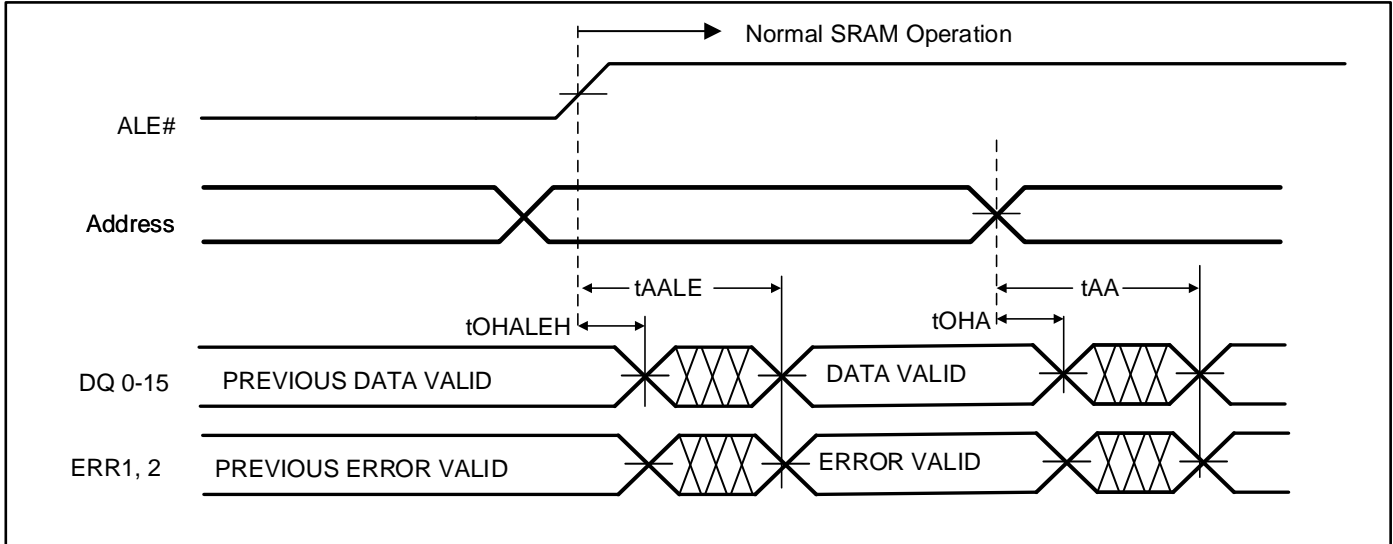 Normal SRAM Operation
ALE#
Address
tAALE
tAA
tOHALEH
tOHA
DQ 0-15
PREVIOUS DATA VALID
DATA VALID
ERR1, 2
PREVIOUS ERROR VALID
ERROR VALID